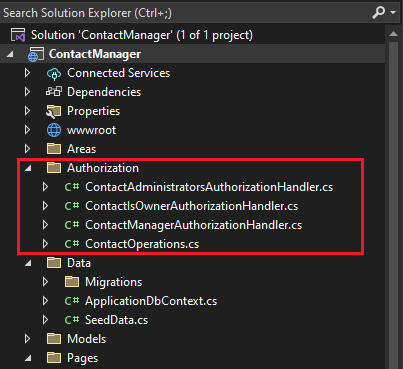 Search Solution Explorer (Ctrl+;)
Solution 'ContactManager' (1 of 1 project)
ContactManager
Connected Services
Dependencies
Properties
wwwroot
Areas
Authorization
C# ContactAdministratorsAuthorizationHandler.cs
C# ContactIsOwnerAuthorizationHandler.cs
C# ContactManagerAuthorizationHandler.cs
C# ContactOperations.cs
Data
Migrations
C# ApplicationDbContext.cs
C# SeedData.cs
Models
Pages